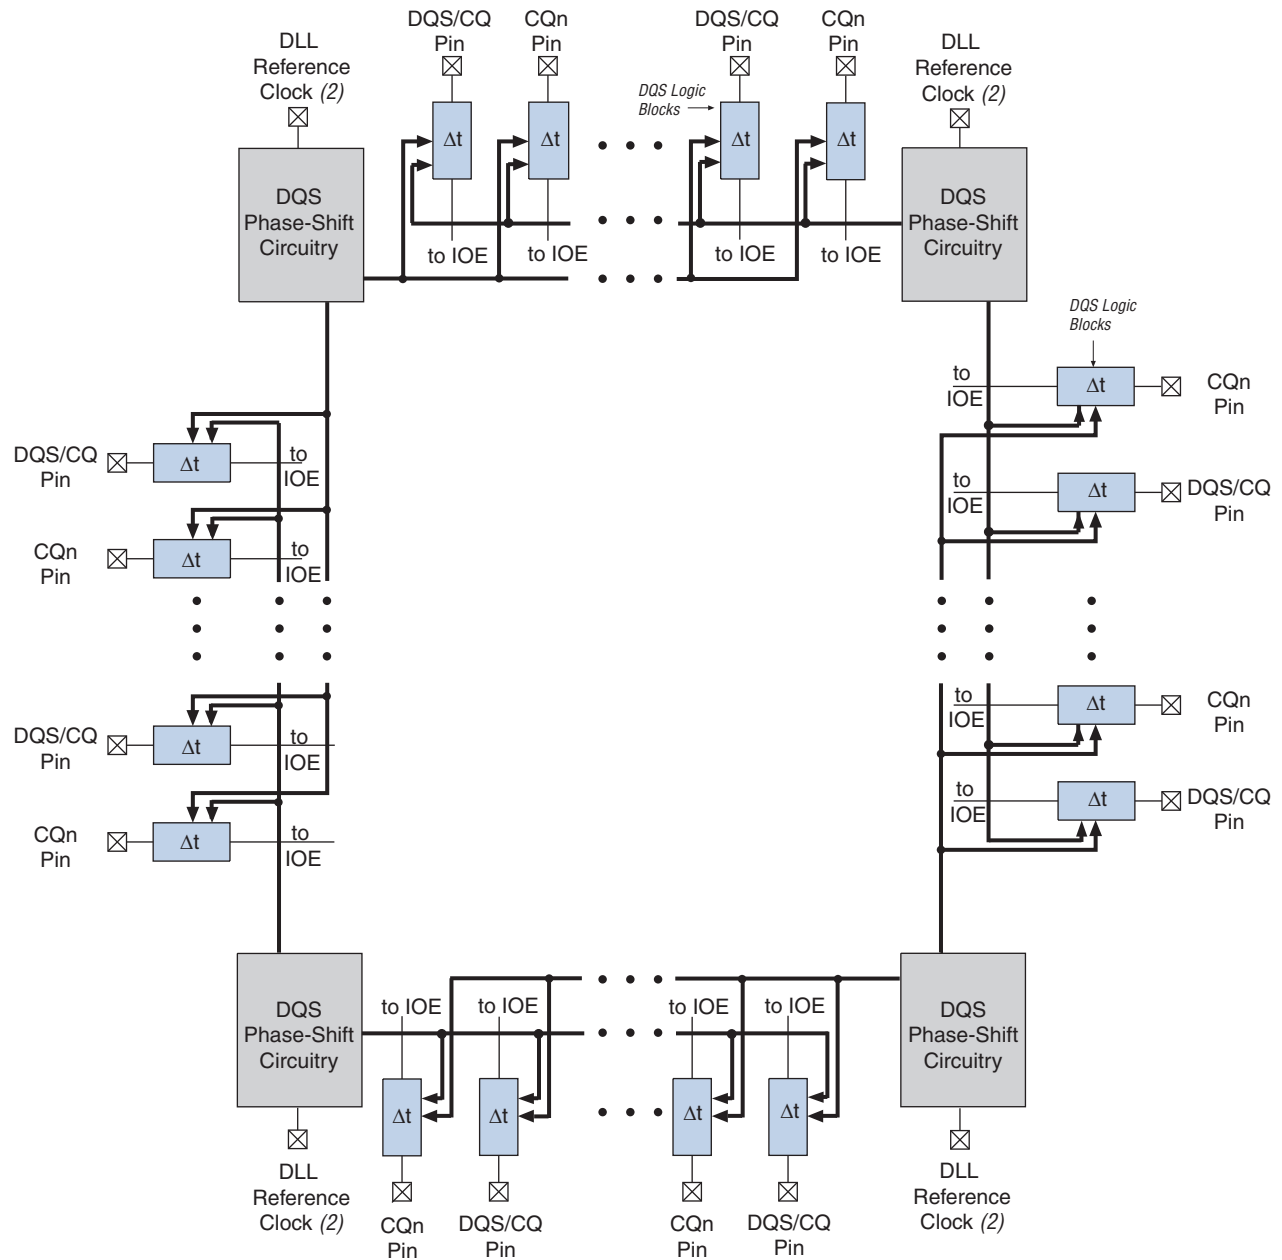 DQS/CQ
Pin
CQn
Pin
DQS/CQ
Pin
CQn
Pin
DLL
Reference
Clock (2)
DLL
Reference
Clock (2)
DQS Logic
Blocks
Δt
Δt
Δt
Δt
DQS
Phase-Shift
Circuitry
DQS
Phase-Shift
Circuitry
to IOE
to IOE
to IOE
to IOE
DQS Logic
Blocks
to
IOE
Δt
CQn
Pin
DQS/CQ
Pin
Δt
to
IOE
to
IOE
Δt
DQS/CQ
Pin
CQn
Pin
Δt
to
IOE
to
IOE
Δt
CQn
Pin
DQS/CQ
Pin
Δt
to
IOE
to
IOE
Δt
DQS/CQ
Pin
CQn
Pin
Δt
to
IOE
DQS
Phase-Shift
Circuitry
to IOE
to IOE
to IOE
to IOE
DQS
Phase-Shift
Circuitry
Δt
Δt
Δt
Δt
DLL
Reference
Clock (2)
CQn
Pin
DQS/CQ
Pin
CQn
Pin
DQS/CQ
Pin
DLL
Reference
Clock (2)